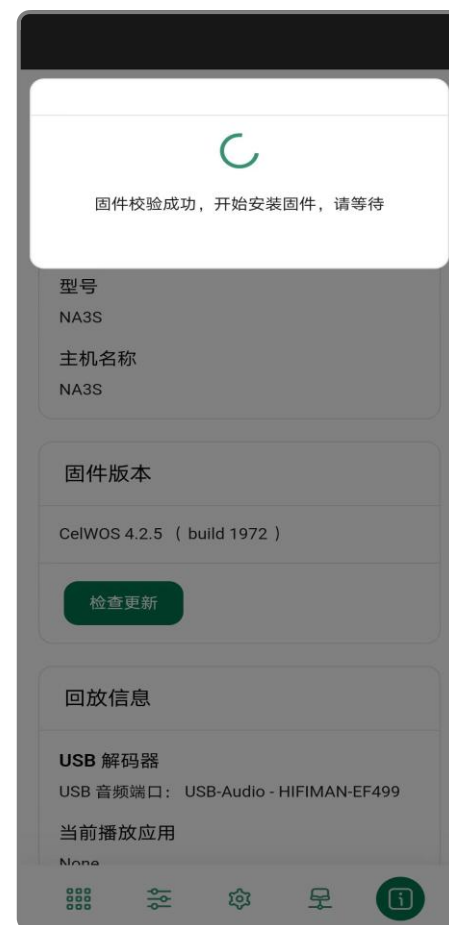 固件校验成功，开始安装固件，请等待
型号
NA3S
主机名称
NA3S
固件版本
CelWOS 4.2.5 （ build 1972 ）
检查更新
回放信息
USB 解码器
USB 音频端口： USB-Audio - HIFIMAN-EF499
当前播放应用
None